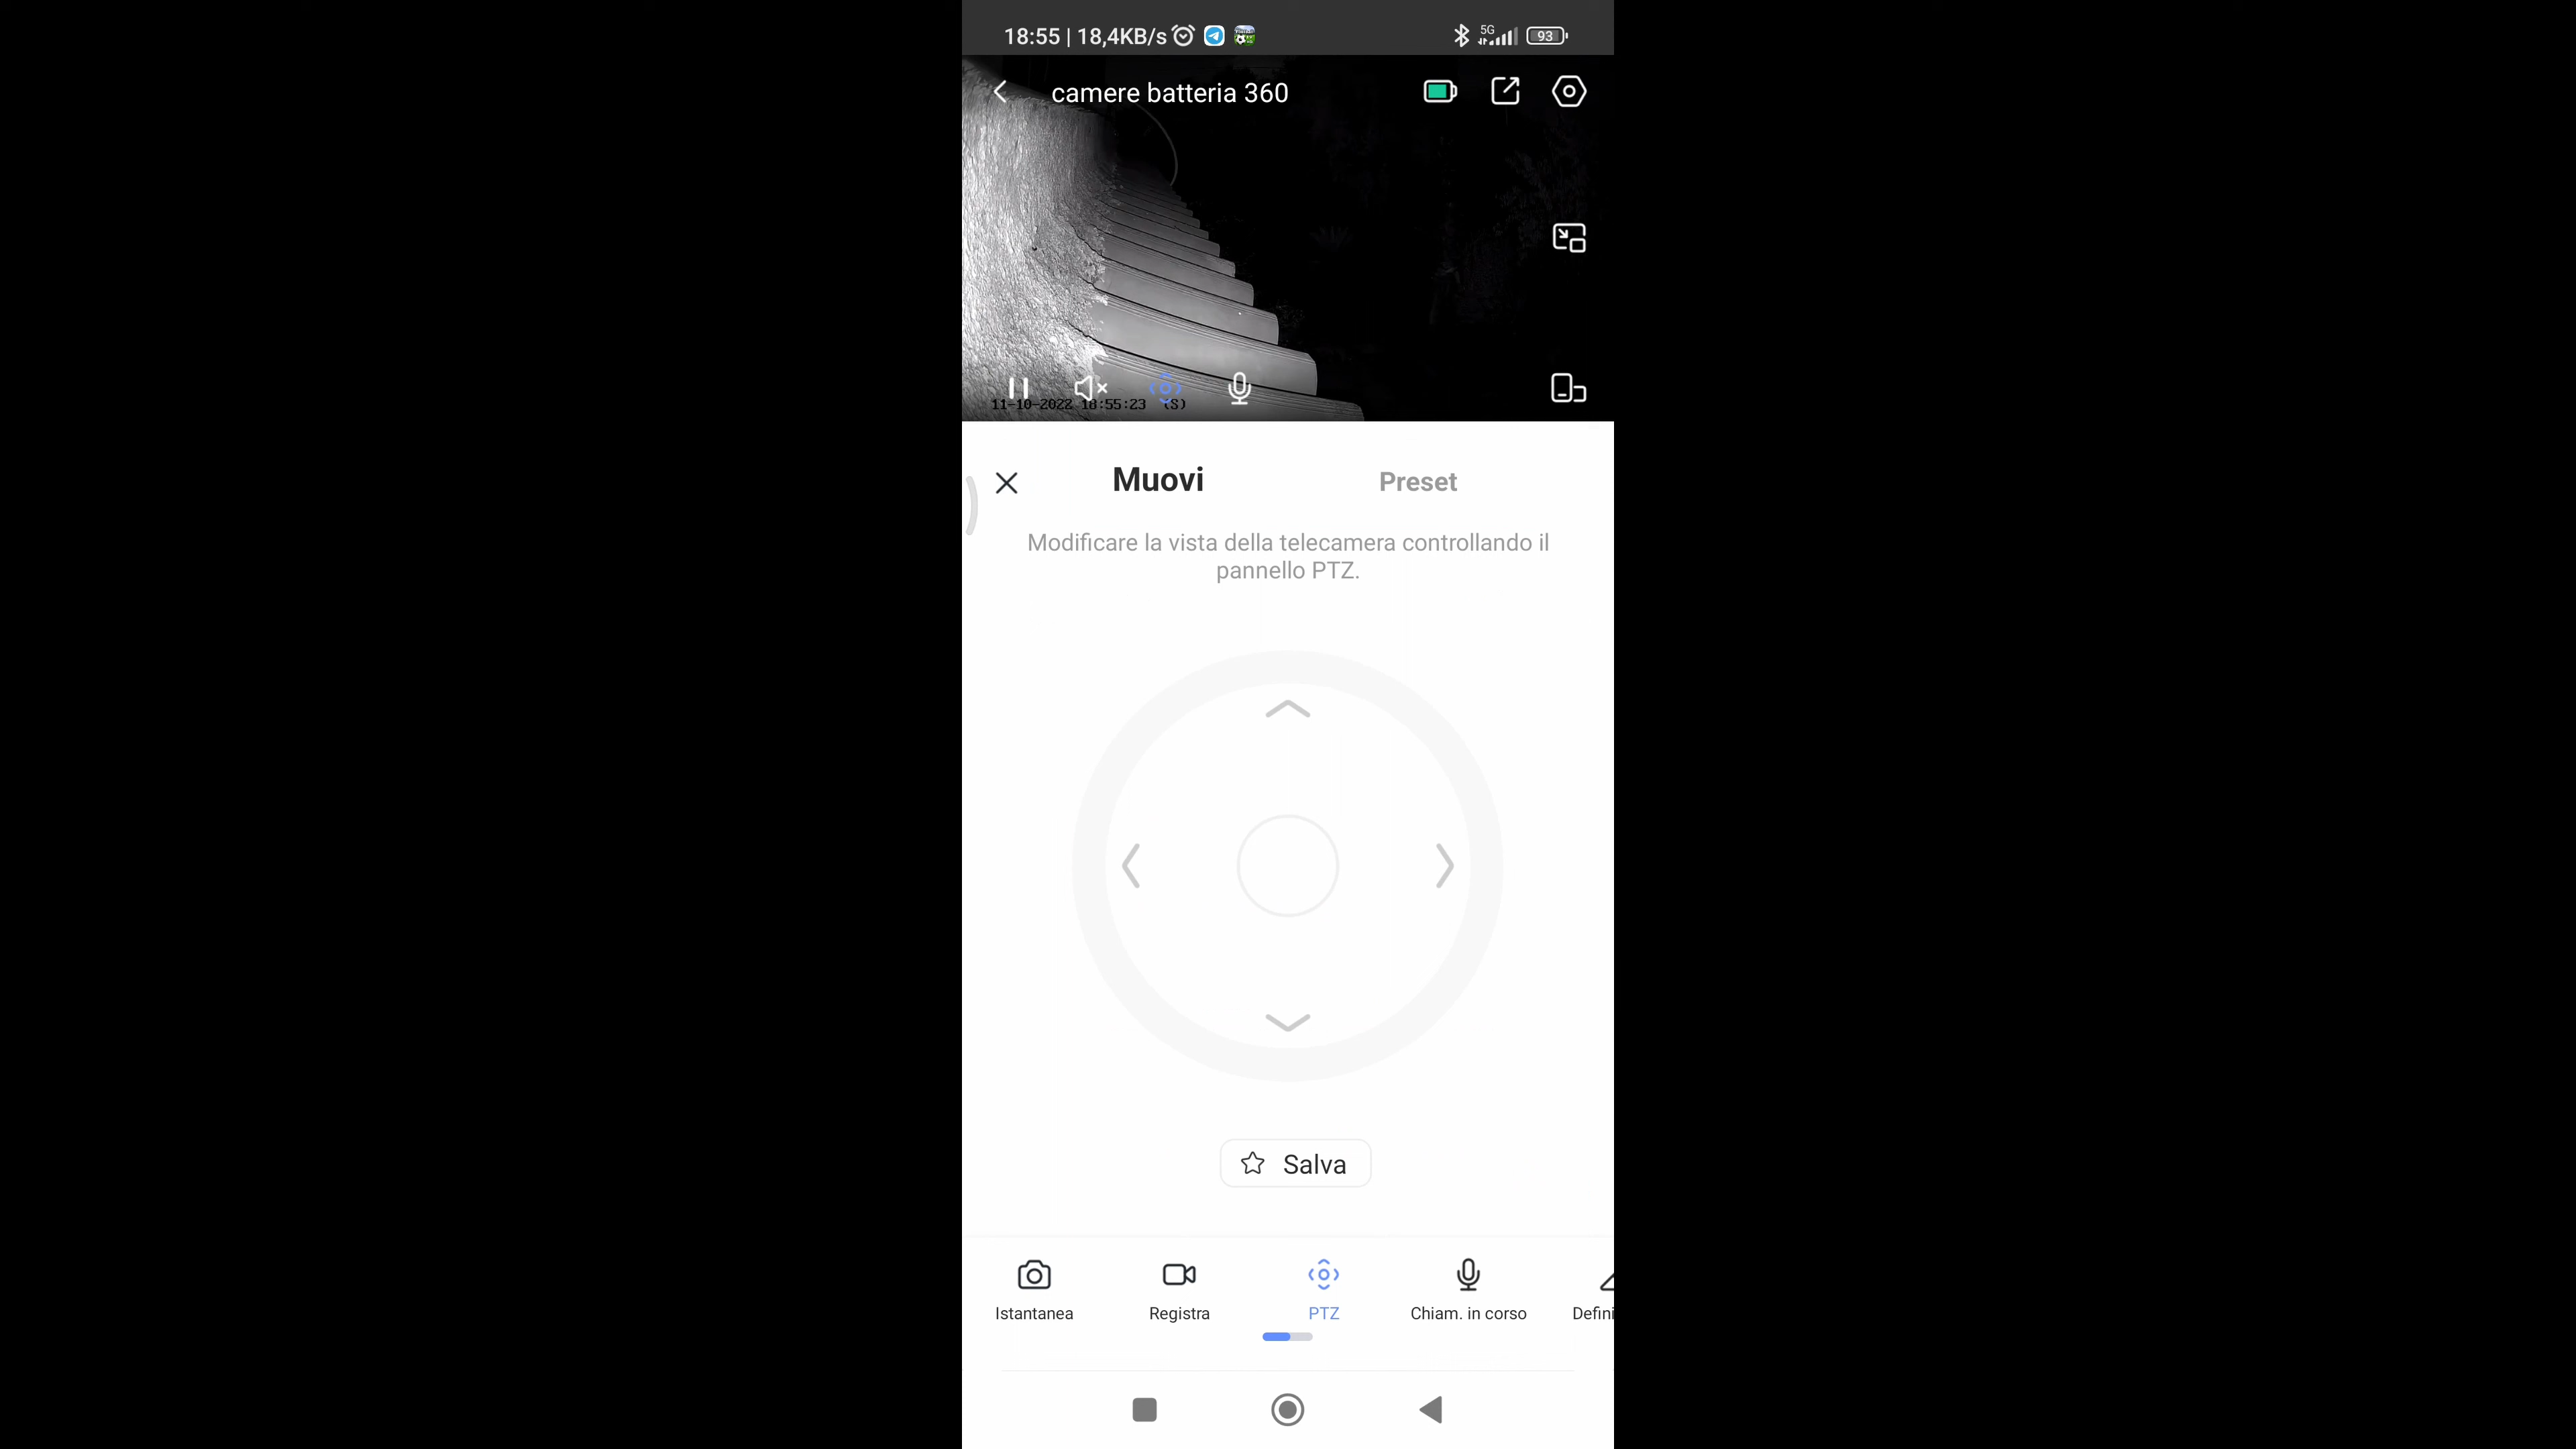 18:55 | 18,4KB/s 5G 93
camere batteria 360
11-10-2022 18:55:23 (S)
Muovi Preset
Modificare la vista della telecamera controllando il
pannello PTZ.
Salva
Istantanea Registra PTZ Chiam. in corso Defini